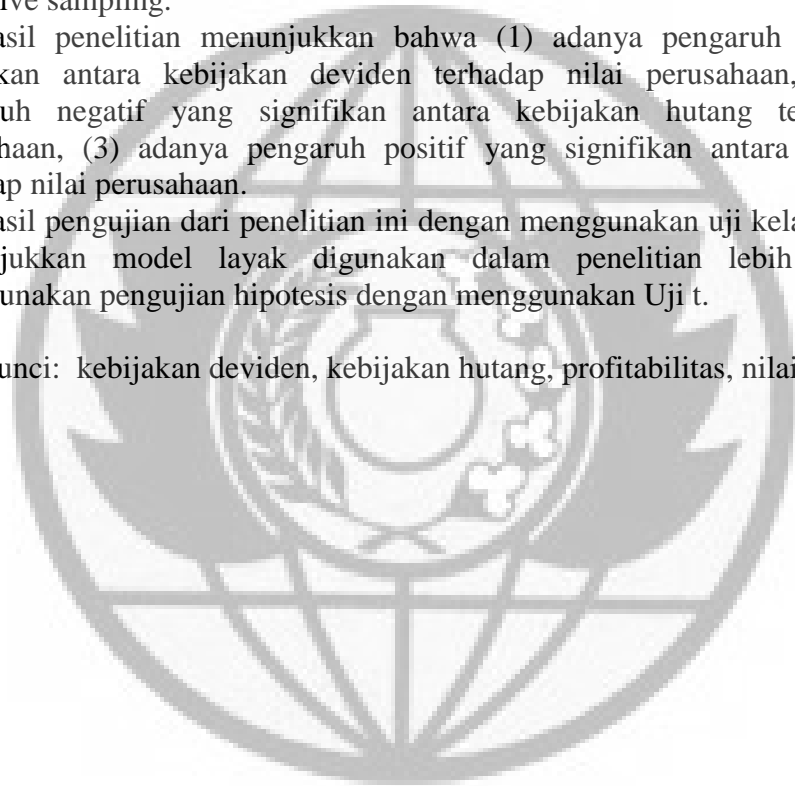 ive sampling.
asil penelitian menunjukkan bahwa (1) adanya pengaruh
kan antara kebijakan deviden terhadap nilai perusahaan,
uh negatif yang signifikan antara kebijakan hutang te
haan, (3) adanya pengaruh positif yang signifikan antara
ap nilai perusahaan.
asil pengujian dari penelitian ini dengan menggunakan uji kela
jukkan model layak digunakan dalam penelitian lebih
unakan pengujian hipotesis dengan menggunakan Uji t.
unci: kebijakan deviden, kebijakan hutang, profitabilitas, nilai